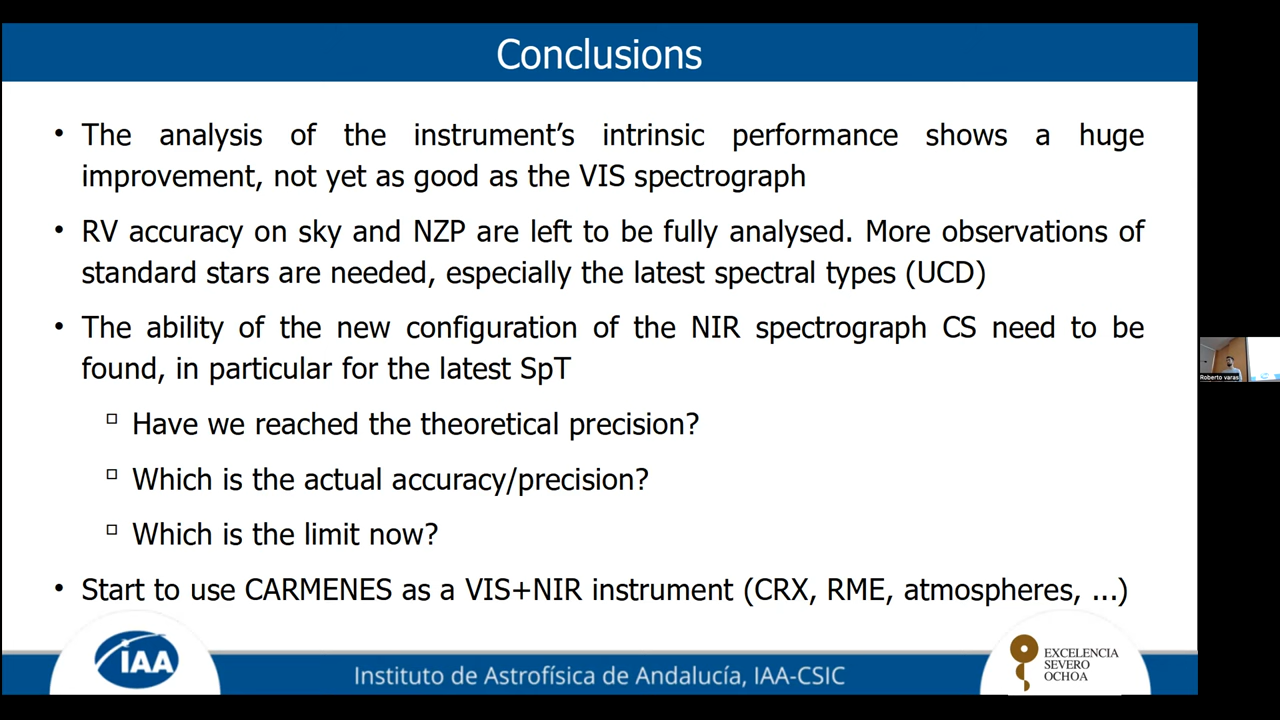 Conclusions
• The analysis of the instrument’s intrinsic performance shows a huge
improvement, not yet as good as the VIS spectrograph
• RV accuracy on sky and NZP are left to be fully analysed. More observations of
standard stars are needed, especially the latest spectral types (UCD)
• The ability of the new configuration of the NIR spectrograph CS need to be
found, in particular for the latest SpT
▫ Have we reached the theoretical precision?
▫ Which is the actual accuracy/precision?
▫ Which is the limit now?
• Start to use CARMENES as a VIS+NIR instrument (CRX, RME, atmospheres, ...)
IAA
Instituto de Astrofísica de Andalucía, IAA-CSIC
EXCELENCIA
SEVERO
OCHOA
Roberto varas